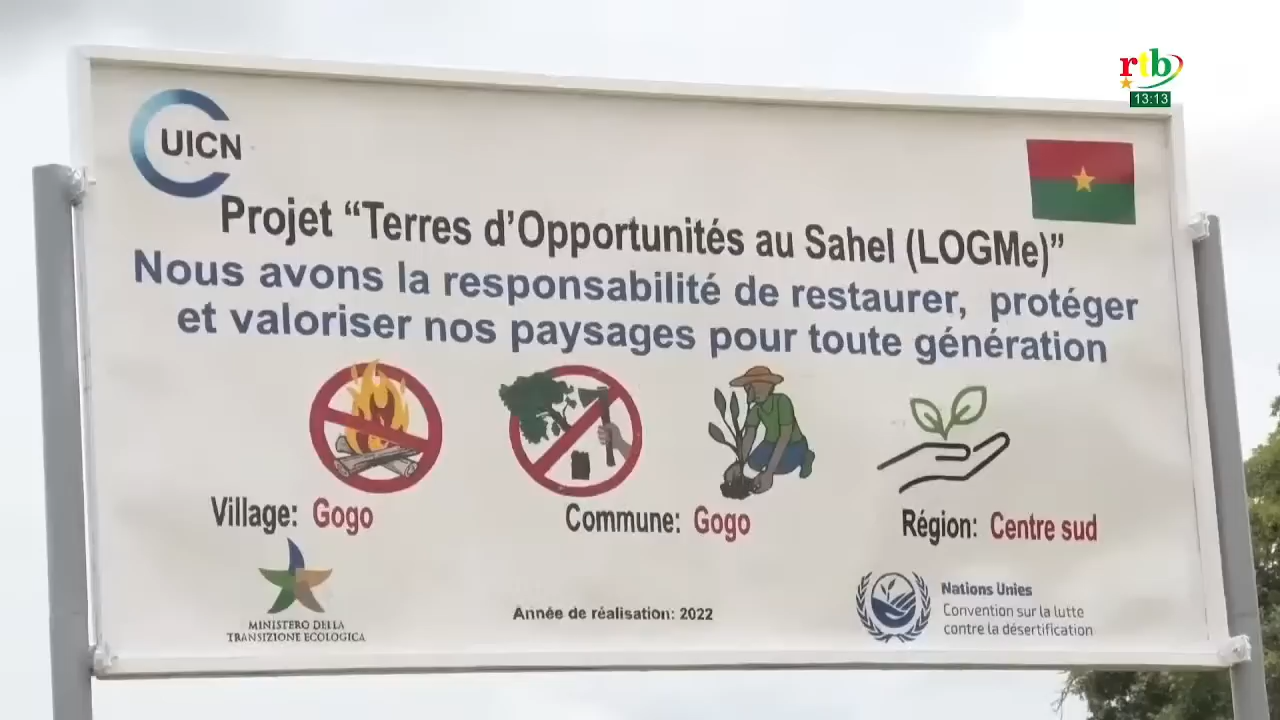 rtb
13:13
UICN
Projet “Terres d’Opportunités au Sahel (LOGMe)”
Nous avons la responsabilité de restaurer, protéger
et valoriser nos paysages pour toute génération
Village: Gogo
Commune: Gogo
Région: Centre sud
MINISTERO DELLA
TRANSIZIONE ECOLOGICA
Année de réalisation: 2022
Nations Unies
Convention sur la lutte
contre la désertification